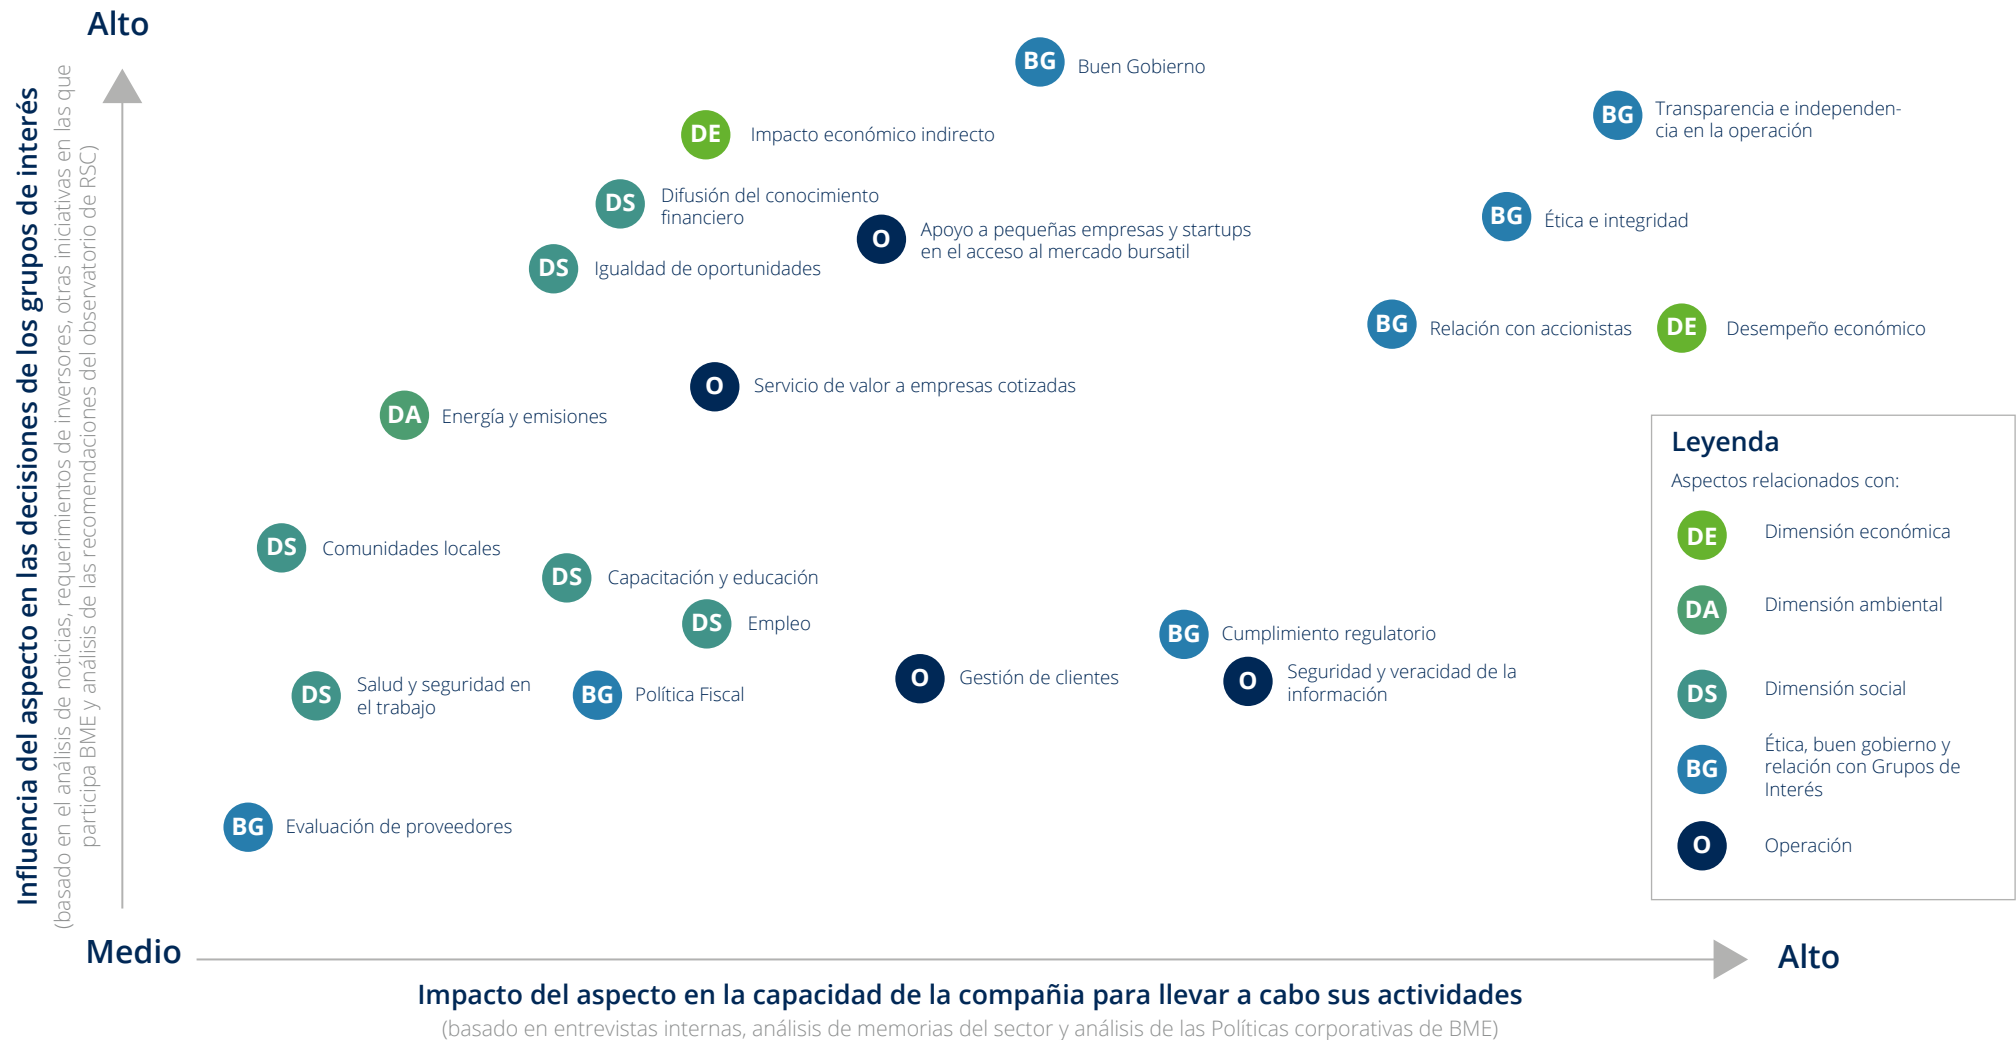 Alto
Influencia del aspecto en las decisiones de los grupos de interés
(basado en el análisis de noticias, requerimientos de inversores, otras iniciativas en las que
participa BME y análisis de las recomendaciones del observatorio de RSC)
BG Buen Gobierno
BG Transparencia e independen-
cia en la operación
DE Impacto económico indirecto
DS Difusión del conocimiento
financiero
BG Ética e integridad
O Apoyo a pequeñas empresas y startups
en el acceso al mercado bursatil
DS Igualdad de oportunidades
BG Relación con accionistas
DE Desempeño económico
O Servicio de valor a empresas cotizadas
DA Energía y emisiones
DS Comunidades locales
DS Capacitación y educación
DS Empleo
BG Cumplimiento regulatorio
O Gestión de clientes
O Seguridad y veracidad de la
información
DS Salud y seguridad en
el trabajo
BG Política Fiscal
BG Evaluación de proveedores
Leyenda
Aspectos relacionados con:
DE Dimensión económica
DA Dimensión ambiental
DS Dimensión social
BG Ética, buen gobierno y
relación con Grupos de
Interés
O Operación
Medio
Alto
Impacto del aspecto en la capacidad de la compañia para llevar a cabo sus actividades
(basado en entrevistas internas, análisis de memorias del sector y análisis de las Políticas corporativas de BME)